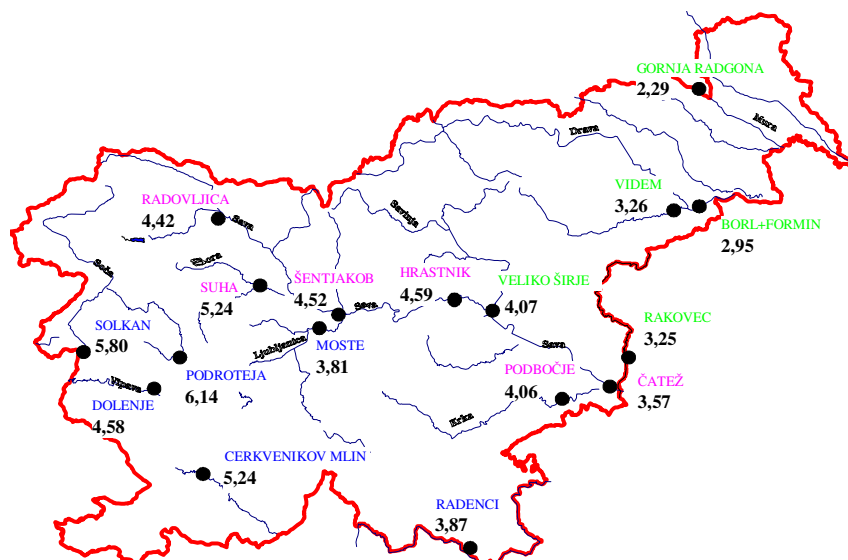 GORNJA RADGONA
2,29
Mura
Drava
VIDEM
3,26
BORL+FORMIN
2,95
RADOVLJICA
4,42
Sava
Savinja
Sora
Soča
SUHA
5,24
ŠENTJAKOB
4,52
Sava
HRASTNIK
4,59
VELIKO ŠIRJE
4,07
RAKOVEC
3,25
SOLKAN
5,80
Ljubljanica
MOSTE
3,81
Sava
PODROTEJA
6,14
PODBOČJE
4,06
ČATEŽ
3,57
Vipava
DOLENJE
4,58
Krka
CERKVENIKOV MLIN
5,24
RADENCI
3,87